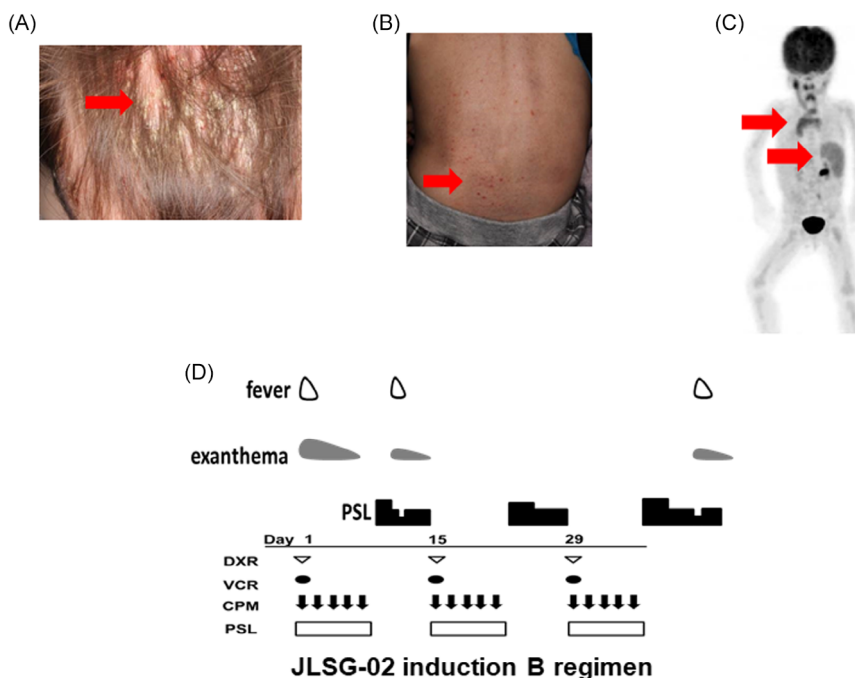 (A)
(B)
(C)
(D)
fever
exanthema
PSL
Day 1 15 29
DXR
VCR
CPM
PSL
JLSG-02 induction B regimen